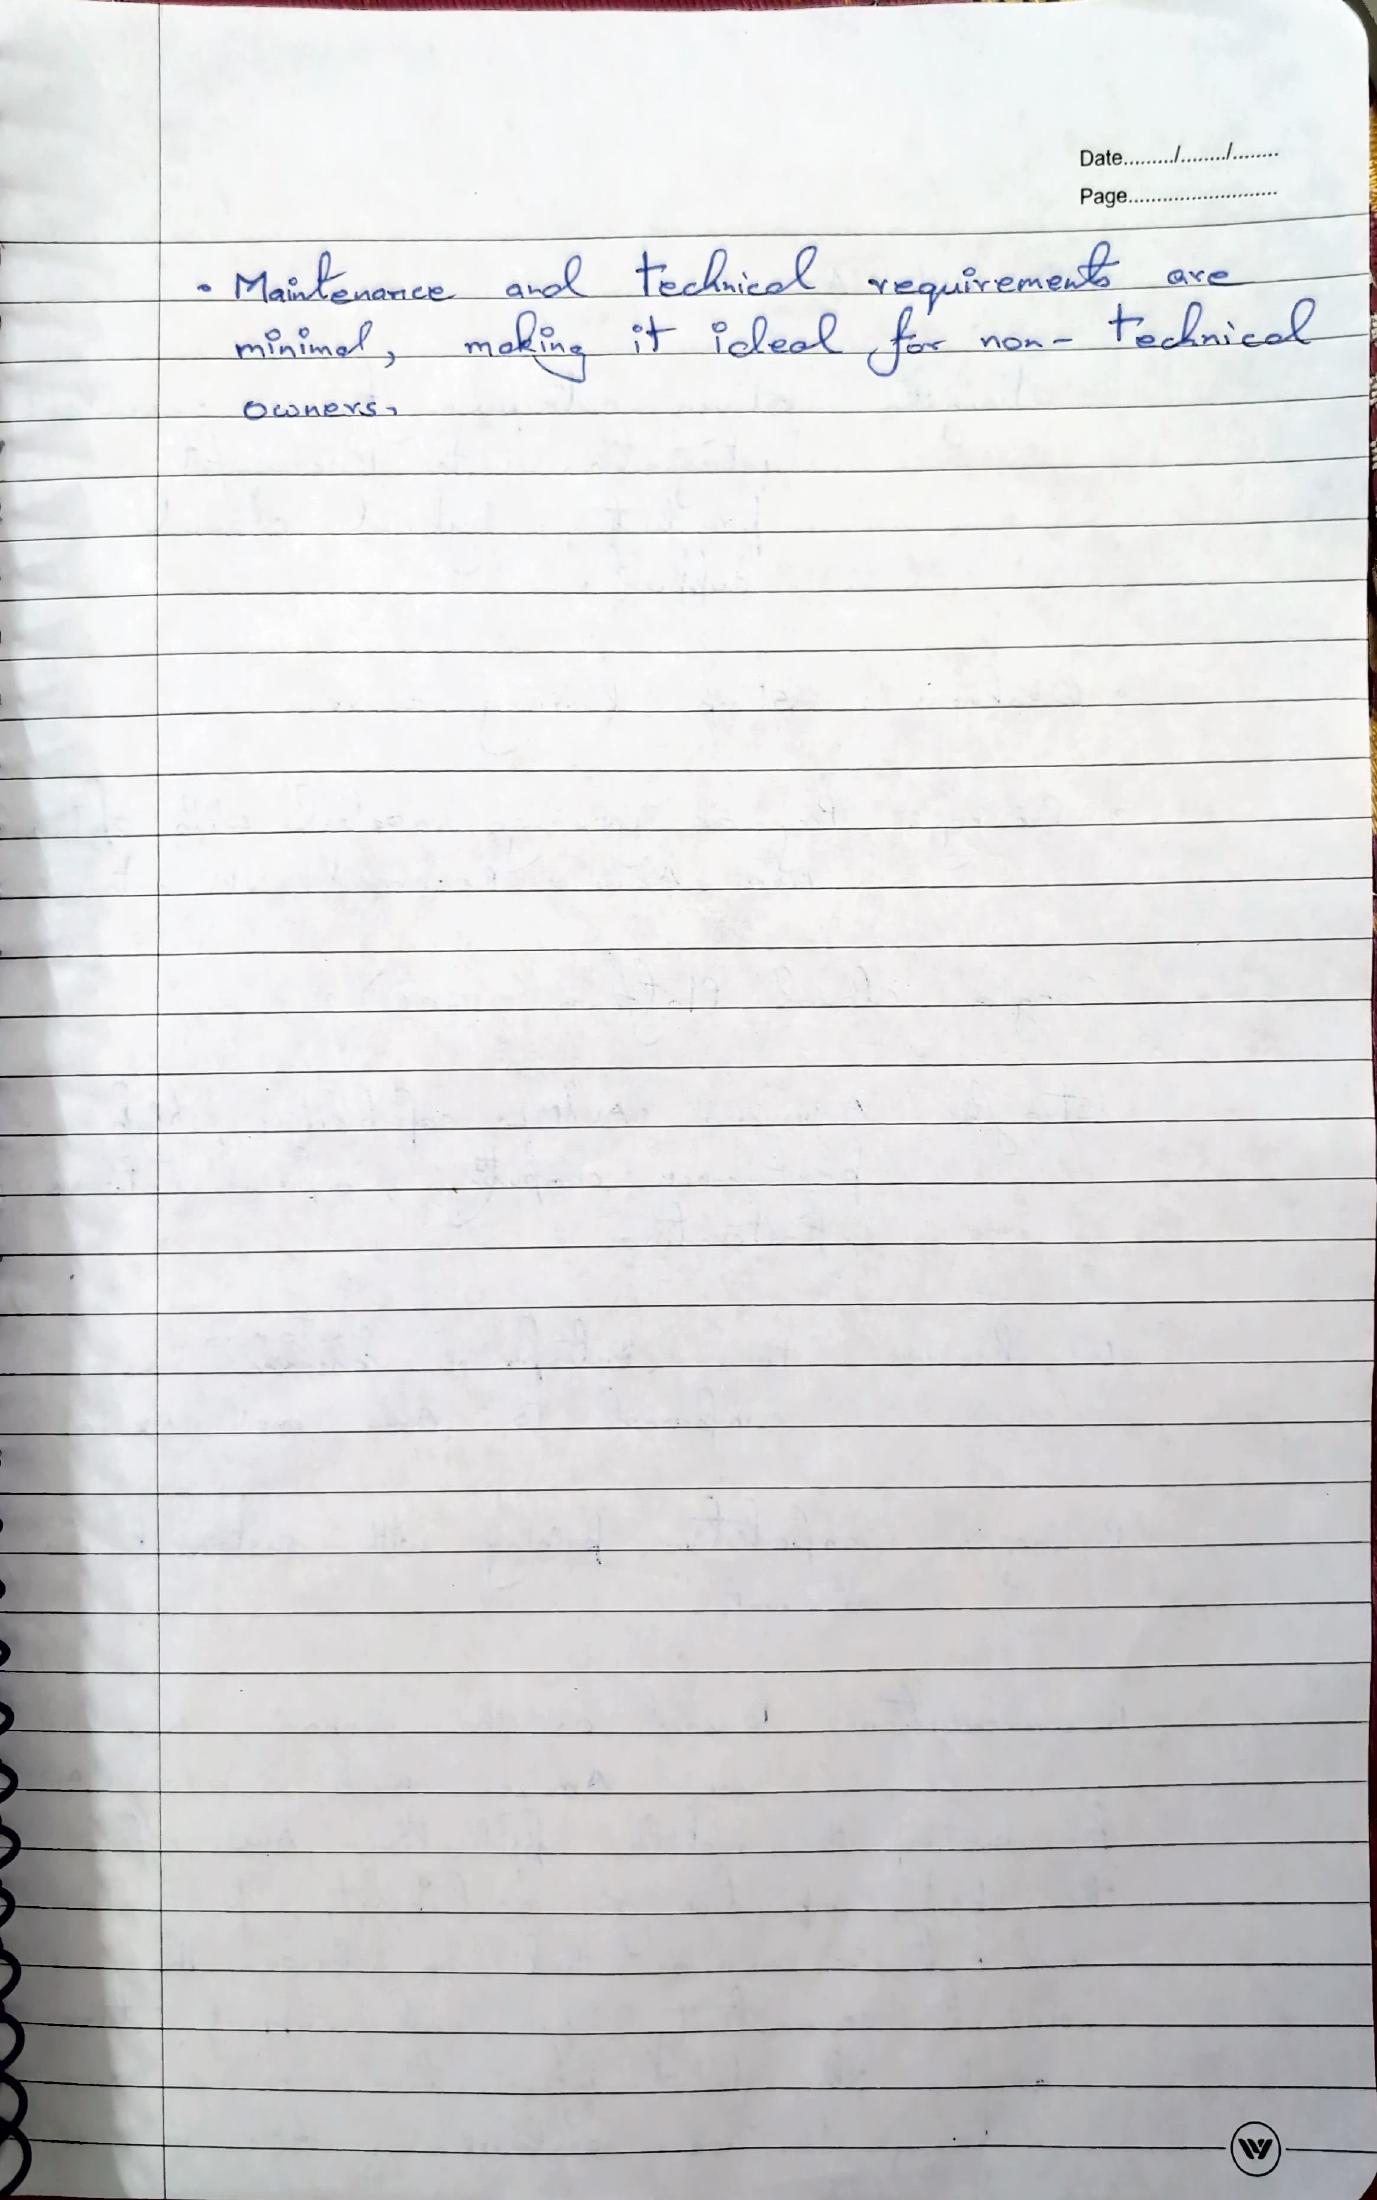 Date........./........./.........
Page...........................
• Maintenance and technical requirements are
minimal, making it ideal for non-technical
owners.